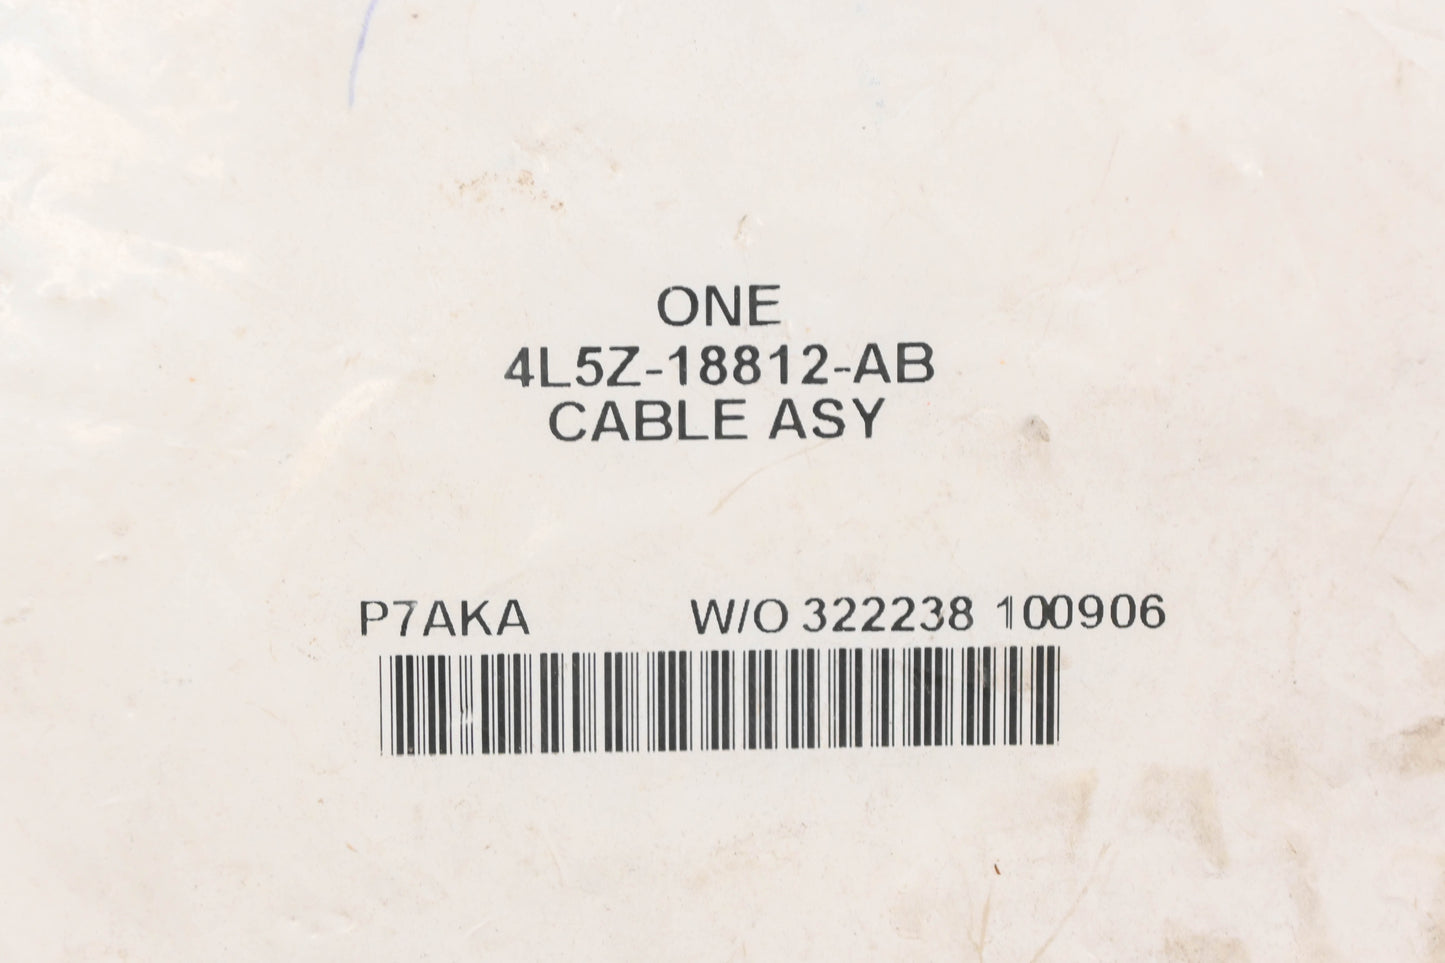 ONE
4L5Z-18812-AB
CABLE ASY
P7AKA W/O 322238 100906